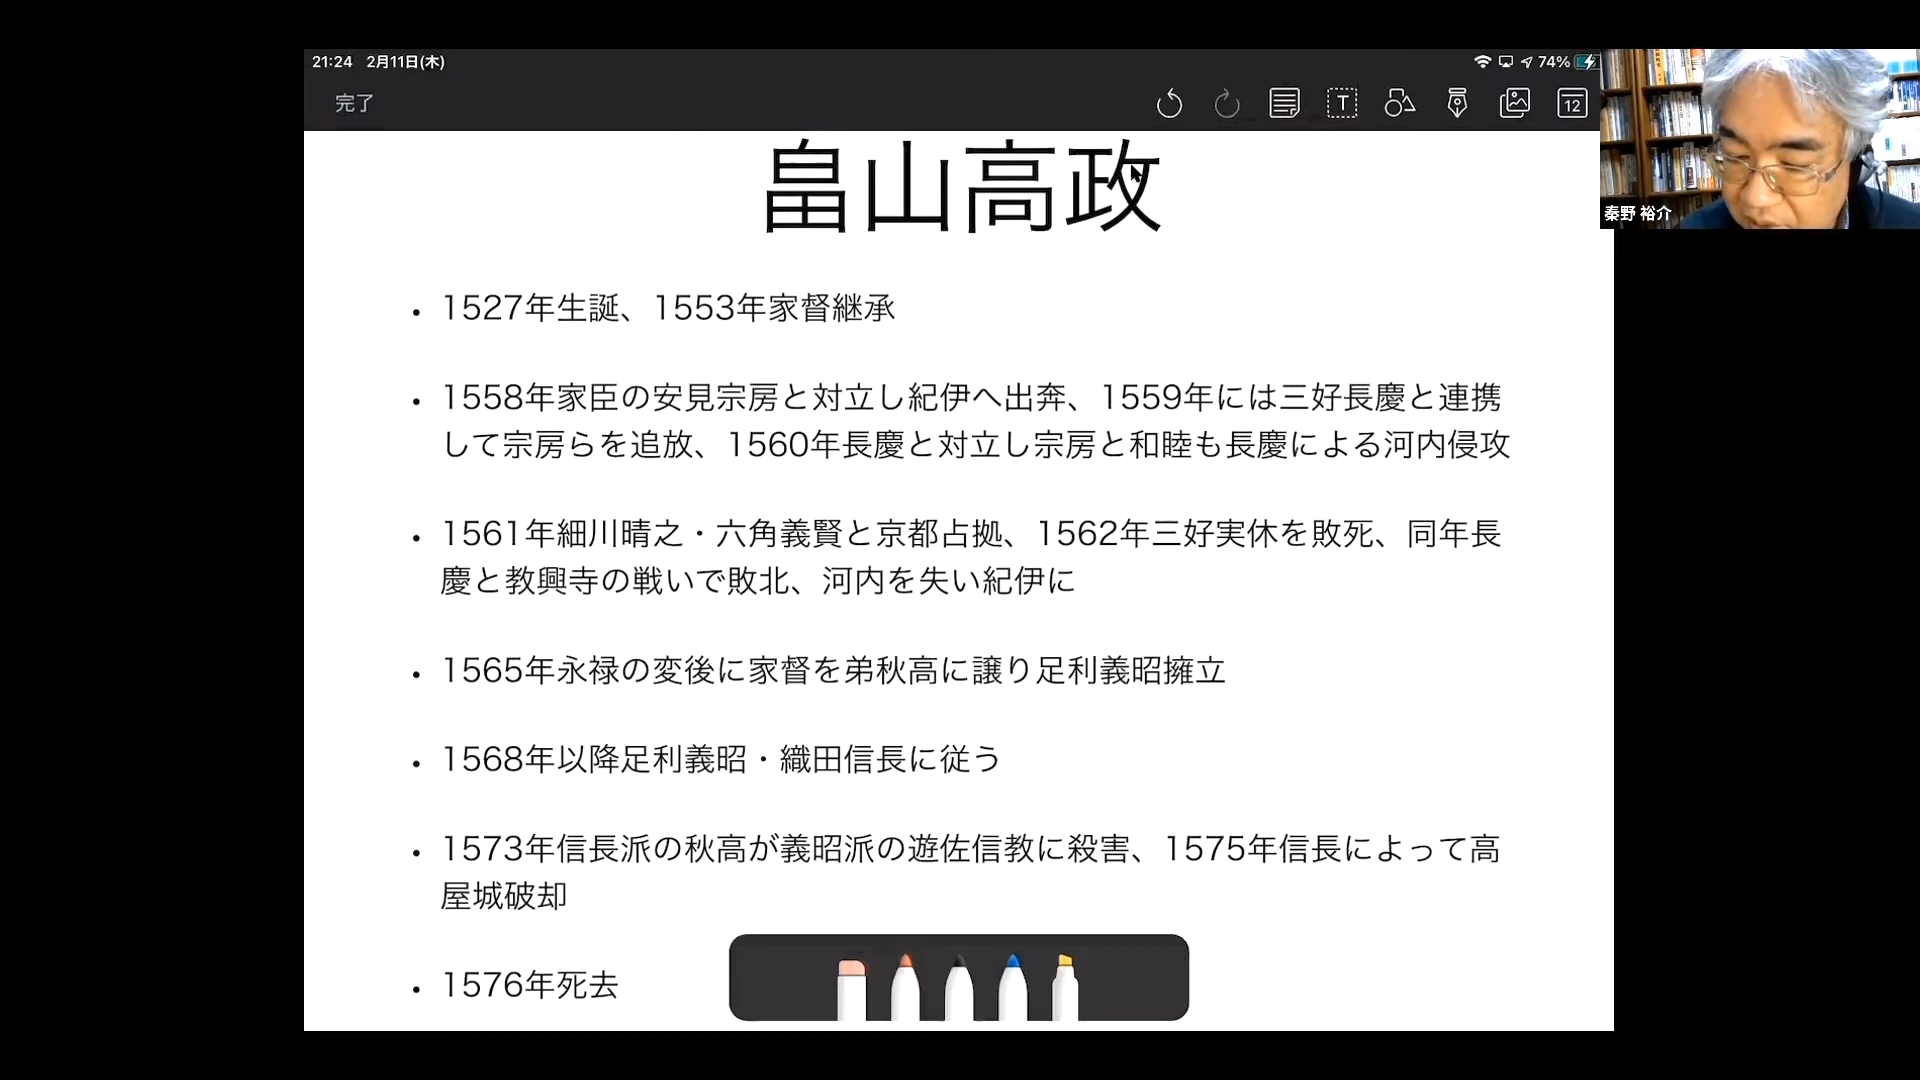 21:24 2月11日(木)
74%
完了
T
12
畠山高政
秦野 裕介
• 1527年生誕、1553年家督継承
• 1558年家臣の安見宗房と対立し紀伊へ出奔、1559年には三好長慶と連携
して宗房らを追放、1560年長慶と対立し宗房と和睦も長慶による河内侵攻
• 1561年細川晴之・六角義賢と京都占拠、1562年三好実休を敗死、同年長
慶と教興寺の戦いで敗北、河内を失い紀伊に
• 1565年永禄の変後に家督を弟秋高に譲り足利義昭擁立
• 1568年以降足利義昭・織田信長に従う
• 1573年信長派の秋高が義昭派の遊佐信教に殺害、1575年信長によって高
屋城破却
• 1576年死去